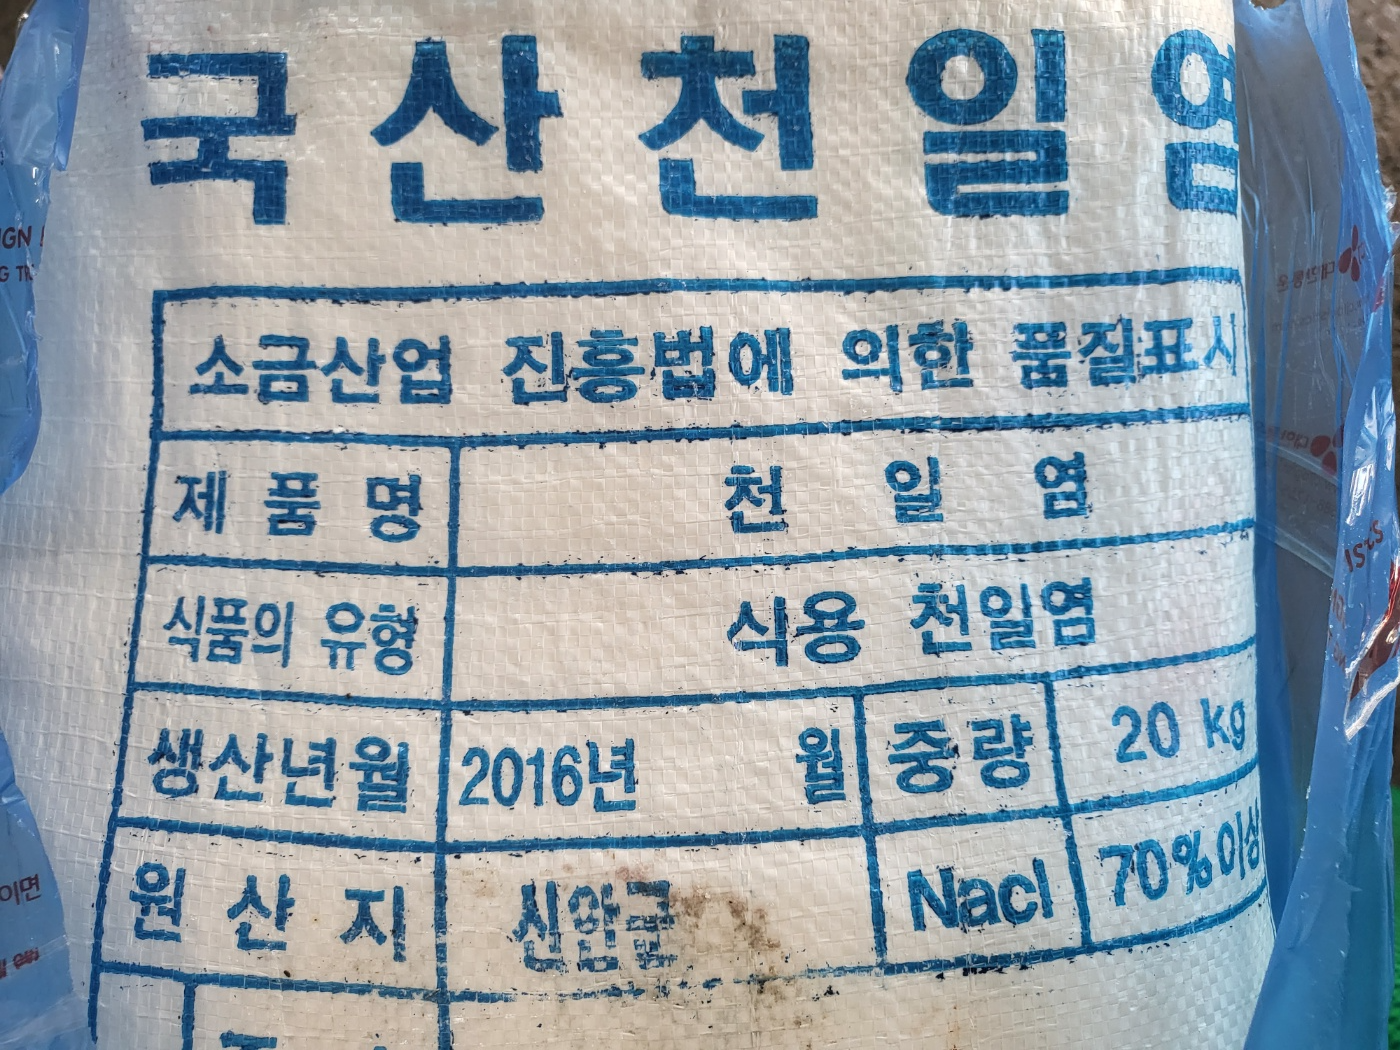 국산천일염
소금산업 진흥법에 의한 품질표시
제 품 명 천 일 염
식품의 유형 식용 천일염
생산년월 2016년 월 중량 20 kg
원 산 지 신안군 Nacl 70% 이상